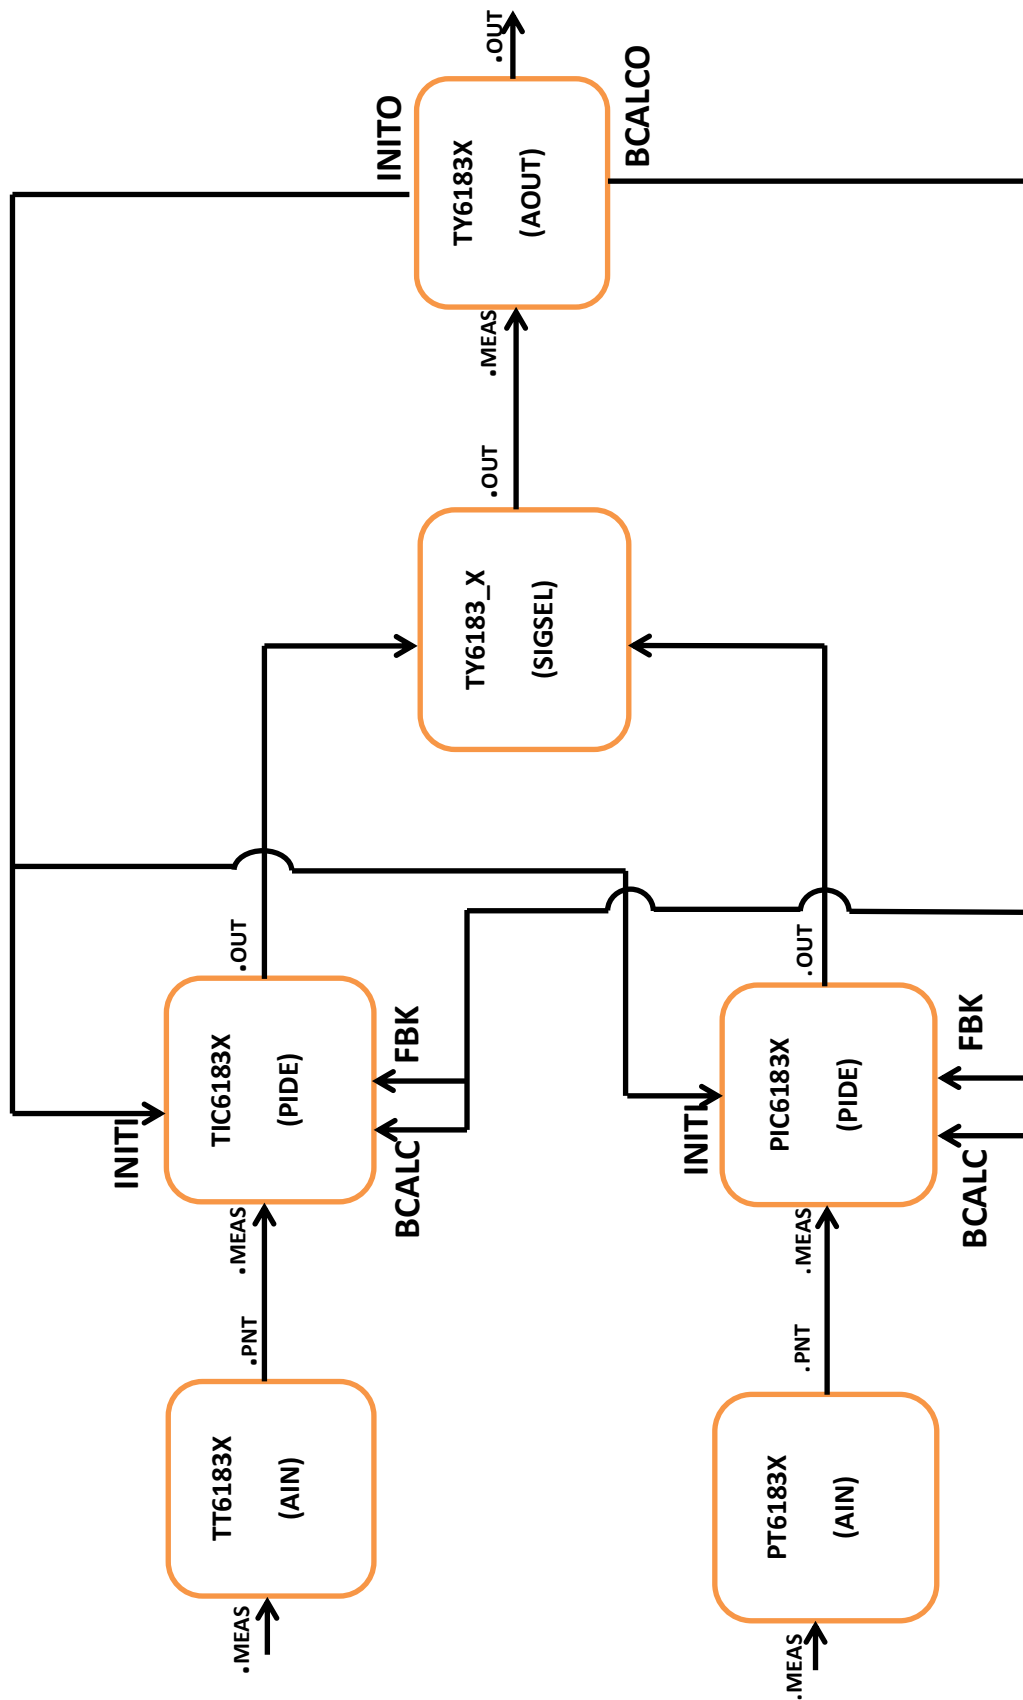 .MEAS
TT6183X
(AIN)
.PNT
.MEAS
INITI
TIC6183X
(PIDE)
BCALC
FBK
.OUT
.MEAS
PT6183X
(AIN)
.PNT
.MEAS
INITI
PIC6183X
(PIDE)
BCALC
FBK
.OUT
TY6183_X
(SIGSEL)
.OUT
.MEAS
INITO
TY6183X
(AOUT)
BCALCO
.OUT